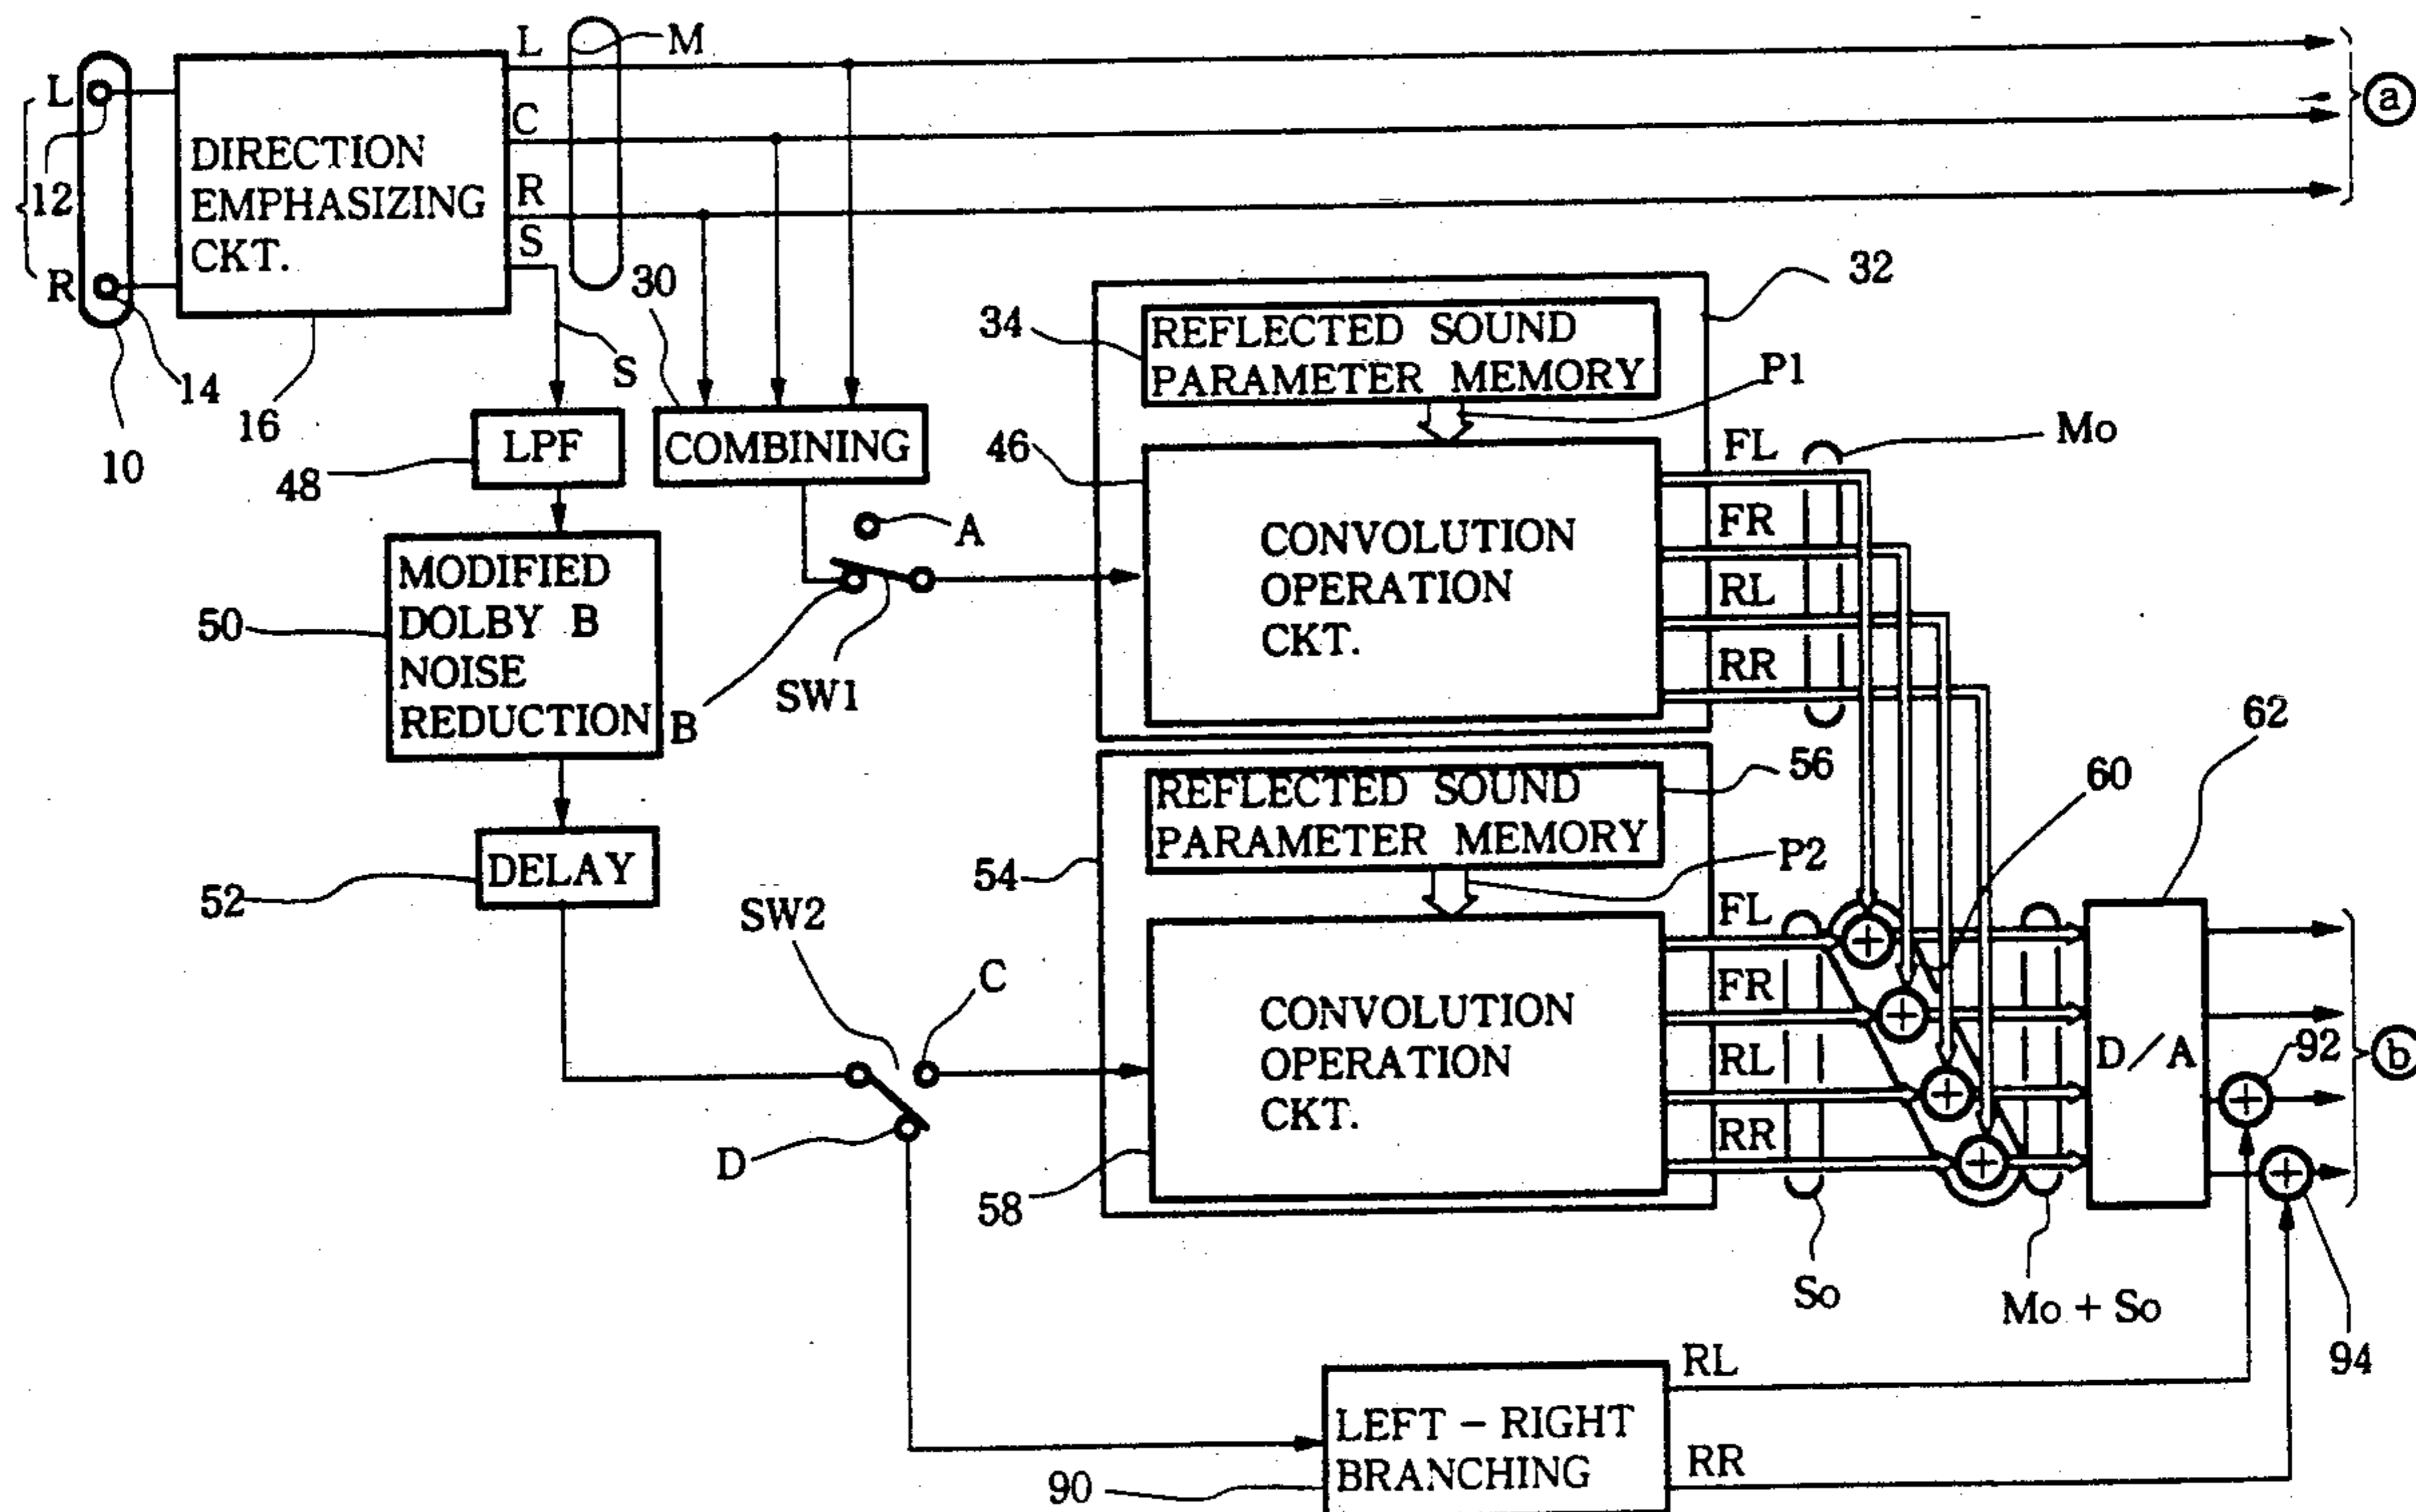 L
M
C
R
S
a
L
12
R
DIRECTION
EMPHASIZING
CKT.
14
10
16
S
30
32
34
REFLECTED SOUND
PARAMETER MEMORY
P1
48
LPF
COMBINING
46
CONVOLUTION
OPERATION
CKT.
FL
FR
RL
RR
Mo
A
B
SW1
50
MODIFIED
DOLBY B
NOISE
REDUCTION
52
DELAY
54
REFLECTED SOUND
PARAMETER MEMORY
56
P2
60
62
SW2
C
D
58
CONVOLUTION
OPERATION
CKT.
FL
FR
RL
RR
+
+
+
+
D/A
92
+
+
b
So
Mo + So
94
90
LEFT - RIGHT
BRANCHING
RL
RR